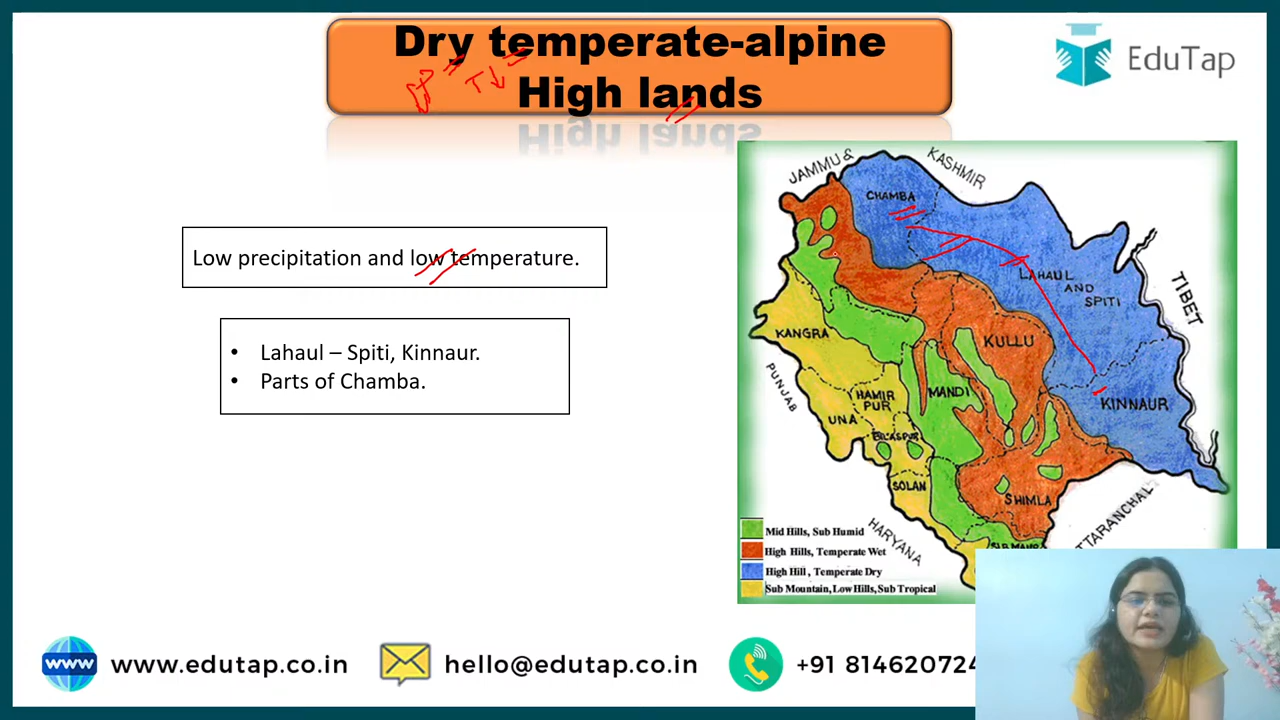 Dry temperate-alpine
High lands
EduTap
Low precipitation and low temperature.
• Lahaul – Spiti, Kinnaur.
• Parts of Chamba.
JAMMU &
KASHMIR
CHAMBA
LAHAUL
AND
SPITI
TIBET
KANGRA
KULLU
PUNJAB
HAMIR
PUR
MANDI
KINNAUR
UNA
BILASPUR
SOLAN
SHIMLA
HARYANA
Mid Hills, Sub Humid
High Hills, Temperate Wet
High Hill, Temperate Dry
Sub Mountain, Low Hills, Sub Tropical
www.edutap.co.in
hello@edutap.co.in
+91 81462072